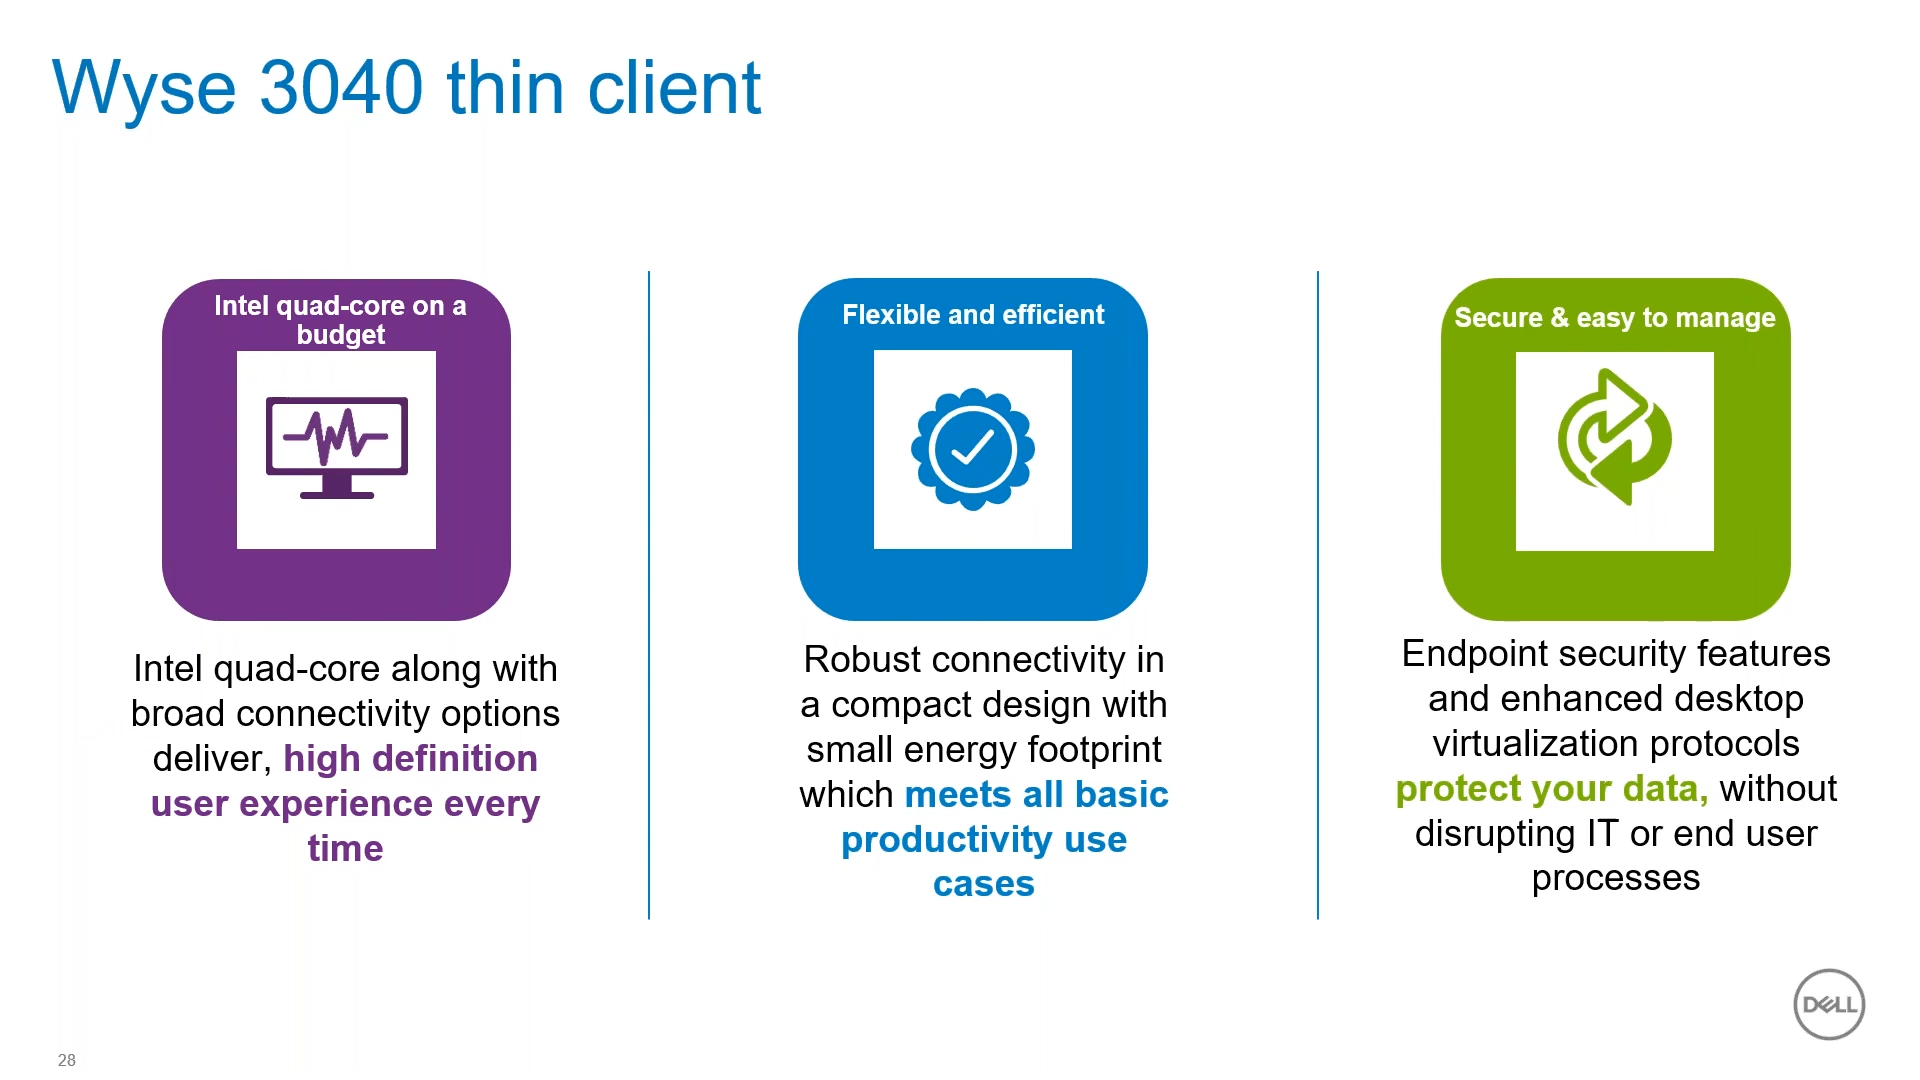 Wyse 3040 thin client
Intel quad-core on a
budget
Intel quad-core along with
broad connectivity options
deliver, high definition
user experience every
time
Flexible and efficient
Robust connectivity in
a compact design with
small energy footprint
which meets all basic
productivity use
cases
Secure & easy to manage
Endpoint security features
and enhanced desktop
virtualization protocols
protect your data, without
disrupting IT or end user
processes
DELL
28